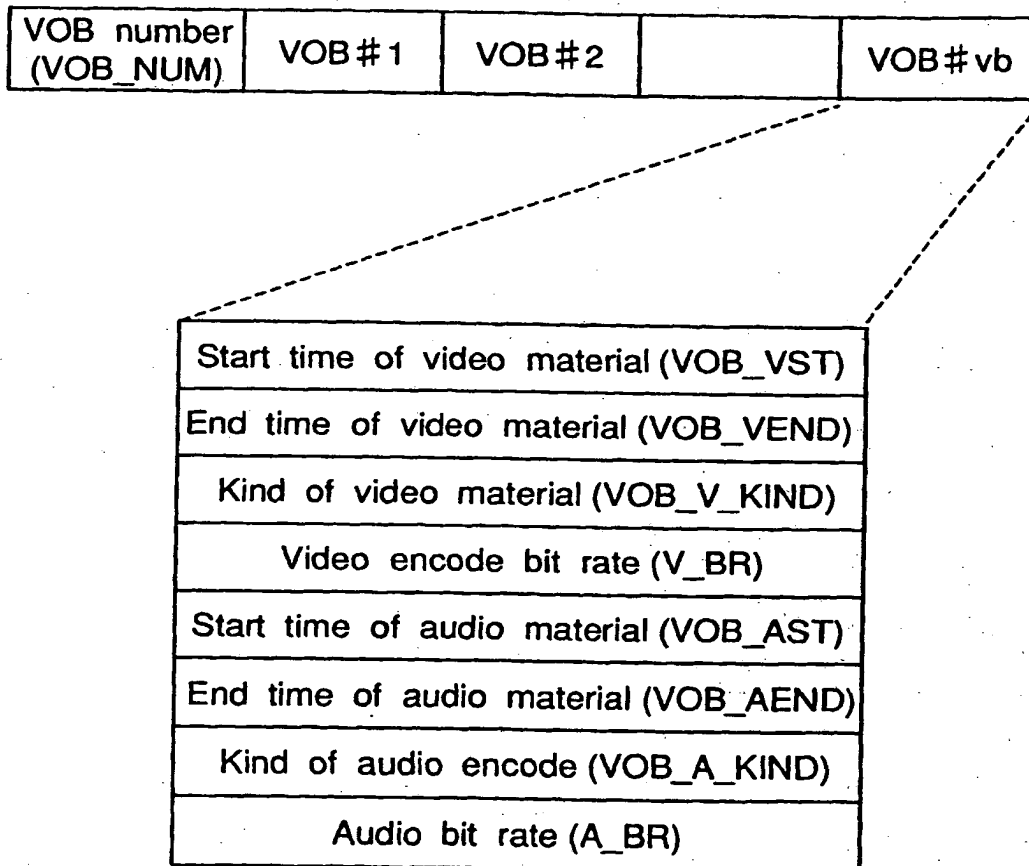 VOB number
(VOB_NUM)
VOB#1
VOB#2
VOB#vb
Start time of video material (VOB_VST)
End time of video material (VOB_VEND)
Kind of video material (VOB_V_KIND)
Video encode bit rate (V_BR)
Start time of audio material (VOB_AST)
End time of audio material (VOB_AEND)
Kind of audio encode (VOB_A_KIND)
Audio bit rate (A_BR)